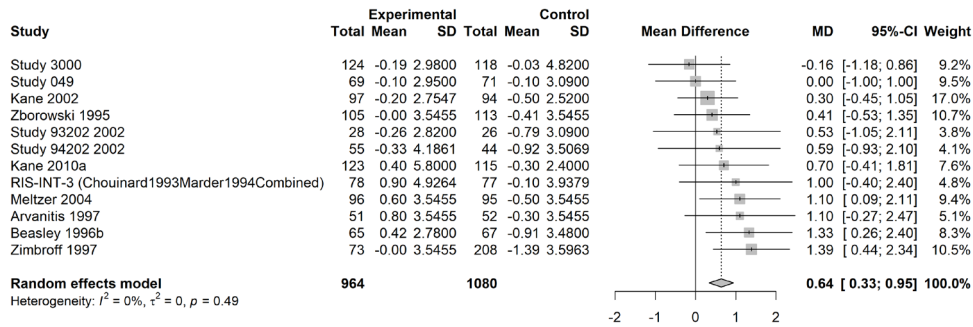 Experimental Control
Study Total Mean SD Total Mean SD Mean Difference MD 95%-CI Weight
Study 3000 124 -0.19 2.9800 118 -0.03 4.8200 -0.16 [-1.18; 0.86] 9.2%
Study 049 69 -0.10 2.9500 71 -0.10 3.0900 0.00 [-1.00; 1.00] 9.5%
Kane 2002 97 -0.20 2.7547 94 -0.50 2.5200 0.30 [-0.45; 1.05] 17.0%
Zborowski 1995 105 -0.00 3.5455 113 -0.41 3.5455 0.41 [-0.53; 1.35] 10.7%
Study 93202 2002 28 -0.26 2.8200 26 -0.79 3.0900 0.53 [-1.05; 2.11] 3.8%
Study 94202 2002 55 -0.33 4.1861 44 -0.92 3.5069 0.59 [-0.93; 2.10] 4.1%
Kane 2010a 123 0.40 5.8000 115 -0.30 2.4000 0.70 [-0.41; 1.81] 7.6%
RIS-INT-3 (Chouinard1993Marder1994Combined) 78 0.90 4.9264 77 -0.10 3.9379 1.00 [-0.40; 2.40] 4.8%
Meltzer 2004 96 0.60 3.5455 95 -0.50 3.5455 1.10 [ 0.09; 2.11] 9.4%
Arvanitis 1997 51 0.80 3.5455 52 -0.30 3.5455 1.10 [-0.27; 2.47] 5.1%
Beasley 1996b 65 0.42 2.7800 67 -0.91 3.4800 1.33 [ 0.26; 2.40] 8.3%
Zimbroff 1997 73 -0.00 3.5455 208 -1.39 3.5963 1.39 [ 0.44; 2.34] 10.5%
Random effects model 964 1080 0.64 [ 0.33; 0.95] 100.0%
Heterogeneity: I² = 0%, τ² = 0, p = 0.49
-2 -1 0 1 2